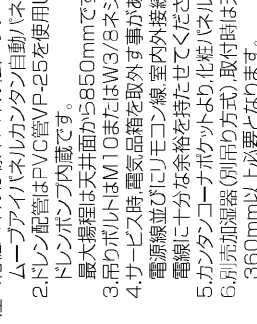 ムーブアイパネルカンタン自動パネ
2.ドレン配管はPVC管VP-25を使用し
ドレンポンプ内蔵です。
最大揚程は天井面から850mmです
3.吊りボルトはM10またはW3/8ネジ
4.サービス時,電気品箱を取外す事があ
電源線並びにリモコン線,室内外接続
電線に十分な余裕を持たせてくださ
5.カンタンコーナポケットより,化粧パネル
6.別売加湿器(別吊り方式)取付時は天
360mm以上必要となります。